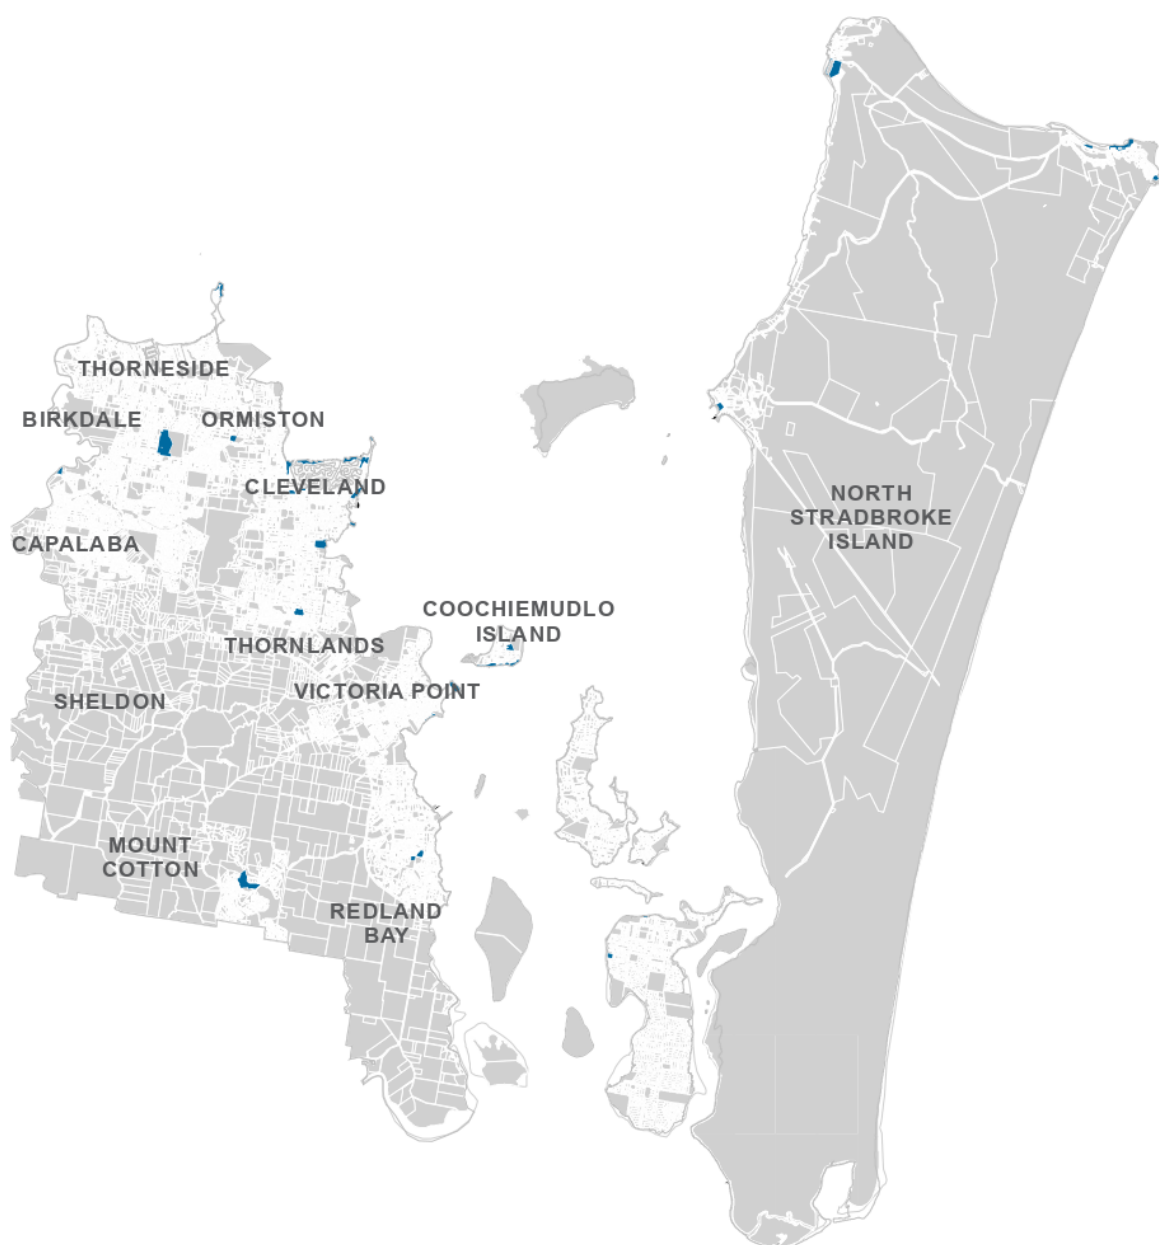 THORNESIDE
BIRKDALE
ORMISTON
CLEVELAND
CAPALABA
NORTH
STRADBROKE
ISLAND
COOCHIEMUDLO
ISLAND
THORNLANDS
VICTORIA POINT
SHELDON
MOUNT
COTTON
REDLAND
BAY